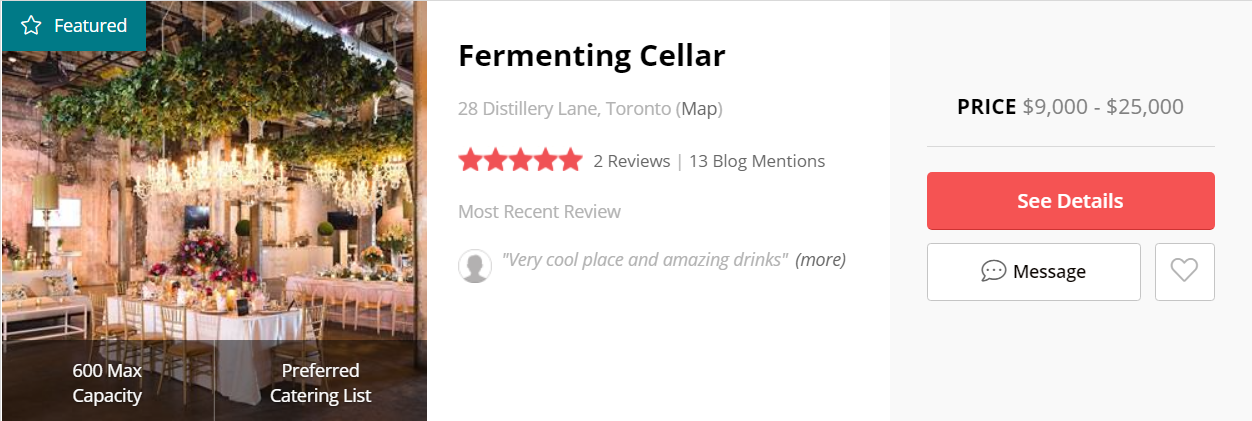 Featured
600 Max
Capacity
Preferred
Catering List
Fermenting Cellar
28 Distillery Lane, Toronto (Map)
2 Reviews | 13 Blog Mentions
Most Recent Review
"Very cool place and amazing drinks" (more)
PRICE $9,000 - $25,000
See Details
Message